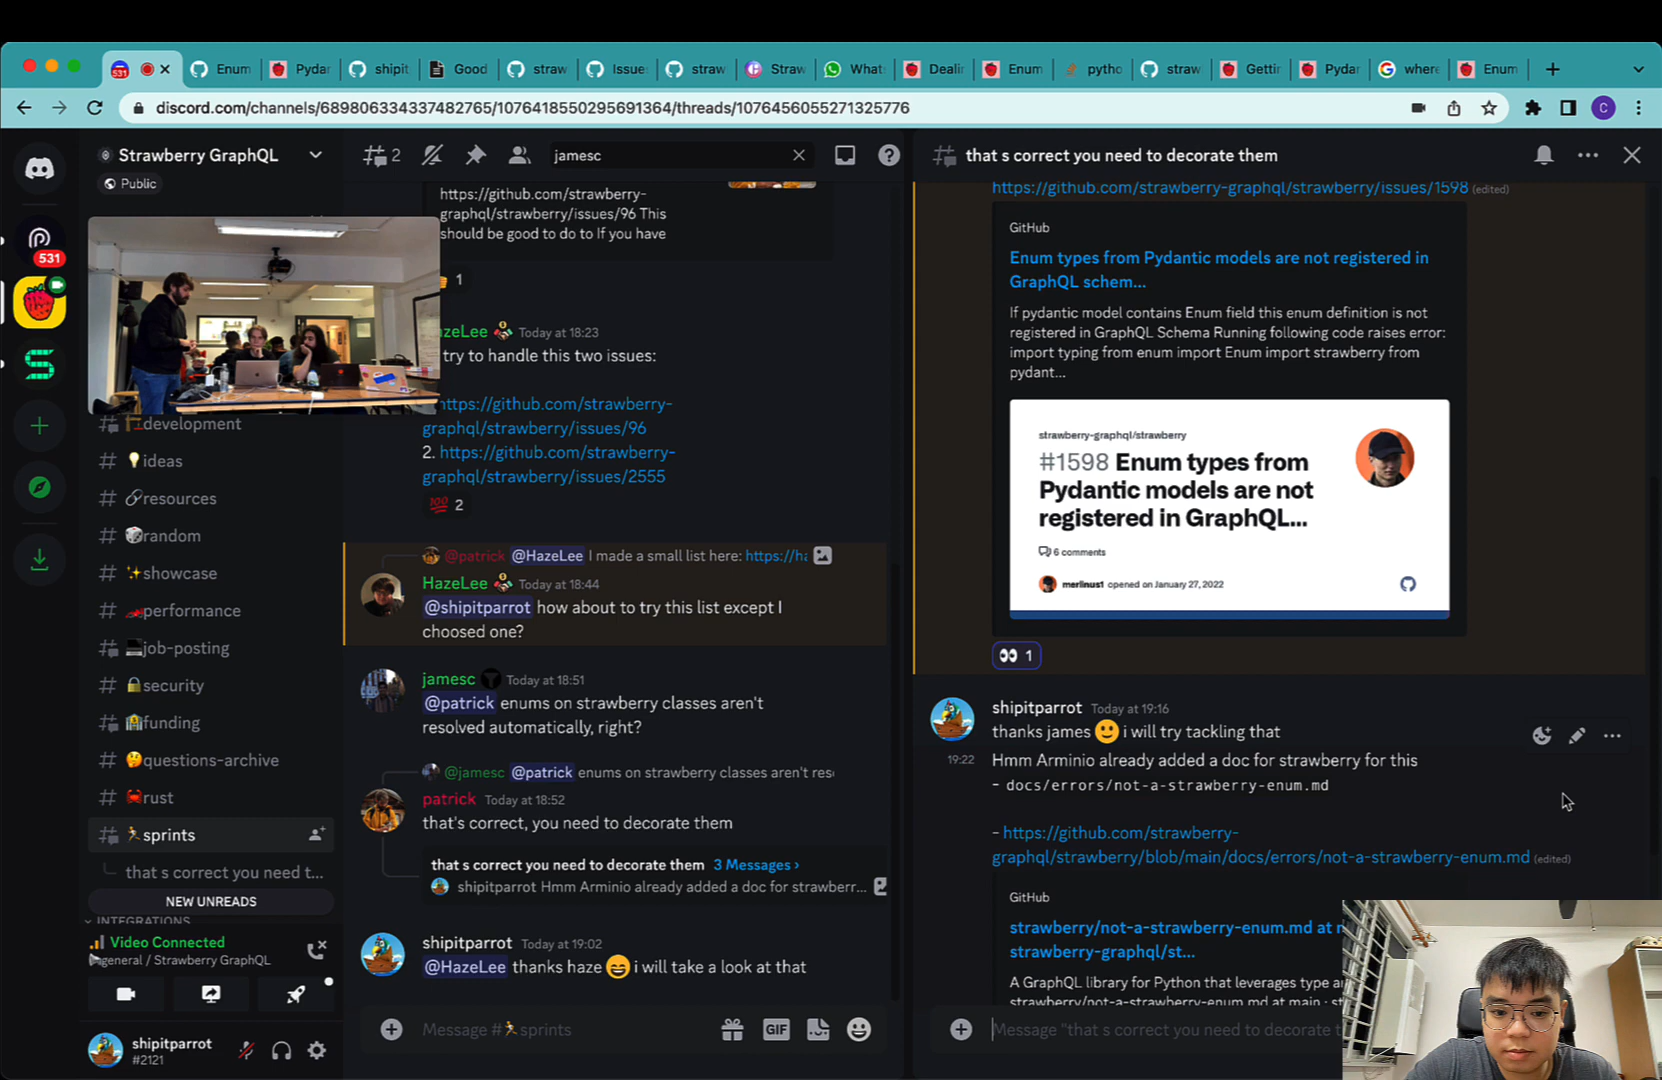 531
Enum
Pydar
shipit
Good
straw
Issue:
straw
Straw
What:
Dealin
Enum
pytho
straw
Gettin
Pydar
where
Enum
discord.com/channels/689806334337482765/1076418550295691364/threads/1076456055271325776
C
Strawberry GraphQL
Public
531
development
ideas
resources
random
showcase
performance
job-posting
security
funding
questions-archive
rust
sprints
that s correct you need t...
NEW UNREADS
INTEGRATIONS
Video Connected
general / Strawberry GraphQL
shipitparrot
#2121
2
jamesc
https://github.com/strawberry-
graphql/strawberry/issues/96 This
should be good to do to If you have
1
zeLee Today at 18:23
try to handle this two issues:
https://github.com/strawberry-
graphql/strawberry/issues/96
2. https://github.com/strawberry-
graphql/strawberry/issues/2555
100 2
@patrick @HazeLee I made a small list here: https://ha
HazeLee Today at 18:44
@shipitparrot how about to try this list except I
choosed one?
jamesc Today at 18:51
@patrick enums on strawberry classes aren't
resolved automatically, right?
@jamesc @patrick enums on strawberry classes aren't res
patrick Today at 18:52
that's correct, you need to decorate them
that s correct you need to decorate them 3 Messages ›
shipitparrot Hmm Arminio already added a doc for strawberr...
shipitparrot Today at 19:02
@HazeLee thanks haze i will take a look at that
Message # sprints
GIF
that s correct you need to decorate them
https://github.com/strawberry-graphql/strawberry/issues/1598 (edited)
GitHub
Enum types from Pydantic models are not registered in
GraphQL schem...
If pydantic model contains Enum field this enum definition is not
registered in GraphQL Schema Running following code raises error:
import typing from enum import Enum import strawberry from
pydant...
strawberry-graphql/strawberry
#1598 Enum types from
Pydantic models are not
registered in GraphQL...
6 comments
merlinus1 opened on January 27, 2022
1
shipitparrot Today at 19:16
thanks james i will try tackling that
19:22 Hmm Arminio already added a doc for strawberry for this
- docs/errors/not-a-strawberry-enum.md
- https://github.com/strawberry-
graphql/strawberry/blob/main/docs/errors/not-a-strawberry-enum.md (edited)
GitHub
strawberry/not-a-strawberry-enum.md at
strawberry-graphql/st...
A GraphQL library for Python that leverages type
strawberry/not-a-strawberry-enum.md at main · st
Message "that s correct you need to decorate t